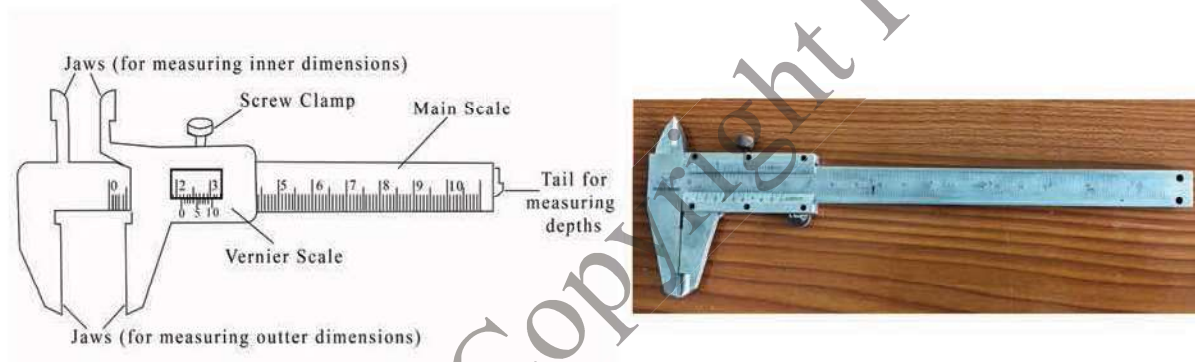 Jaws (for measuring inner dimensions)
Screw Clamp
Main Scale
0 2 3 5 6 7 8 9 10
0 5 10
Tail for
measuring
depths
Vernier Scale
Jaws (for measuring outter dimensions)
Copyright